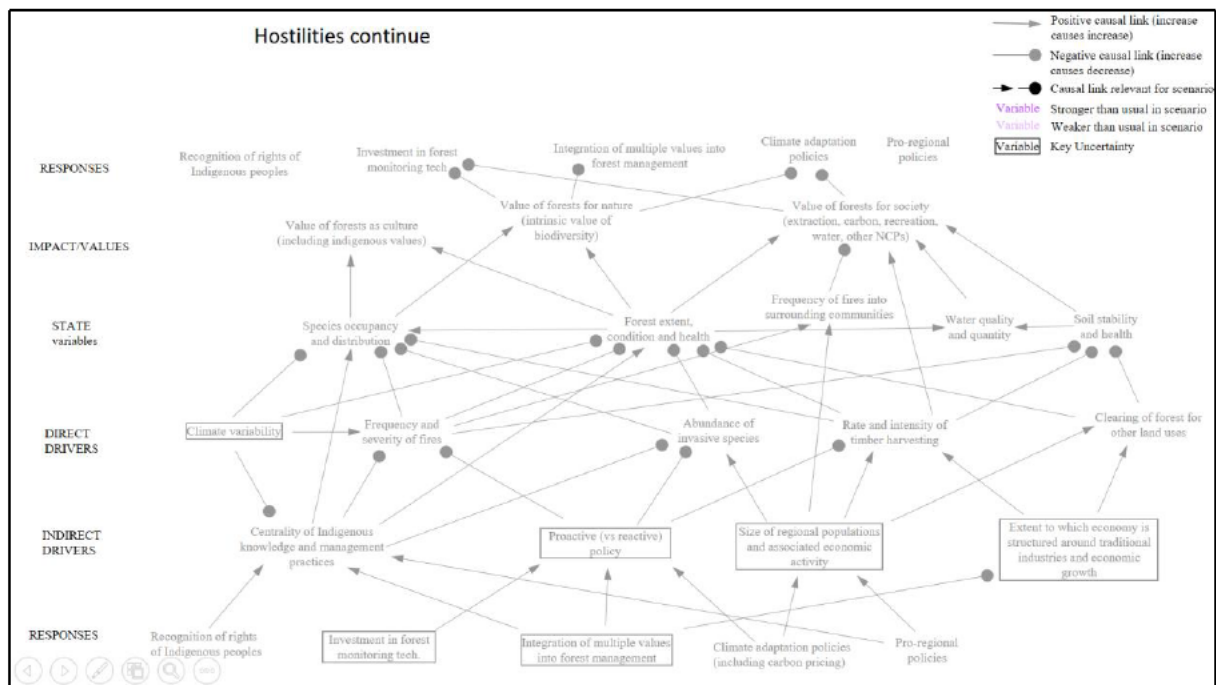 Hostilities continue
Positive causal link (increase
causes increase)
Negative causal link (increase
causes decrease)
Causal link relevant for scenario
Variable Stronger than usual in scenario
Variable Weaker than usual in scenario
Variable Key Uncertainty
RESPONSES
Recognition of rights of
Indigenous peoples
Investment in forest
monitoring tech
Integration of multiple values into
forest management
Climate adaptation
policies
Pro-regional
policies
IMPACT/VALUES
Value of forests as culture
(including indigenous values)
Value of forests for nature
(intrinsic value of
biodiversity)
Value of forests for society
(extraction, carbon, recreation,
water, other NCPs)
STATE
variables
Species occupancy
and distribution
Forest extent,
condition and health
Frequency of fires into
surrounding communities
Water quality
and quantity
Soil stability
and health
DIRECT
DRIVERS
Climate variability
Frequency and
severity of fires
Abundance of
invasive species
Rate and intensity of
timber harvesting
Clearing of forest for
other land uses
INDIRECT
DRIVERS
Centrality of Indigenous
knowledge and management
practices
Proactive (vs reactive)
policy
Size of regional populations
and associated economic
activity
Extent to which economy is
structured around traditional
industries and economic
growth
RESPONSES
Recognition of rights
of Indigenous peoples
Investment in forest
monitoring tech.
Integration of multiple values
into forest management
Climate adaptation policies
(including carbon pricing)
Pro-regional
policies